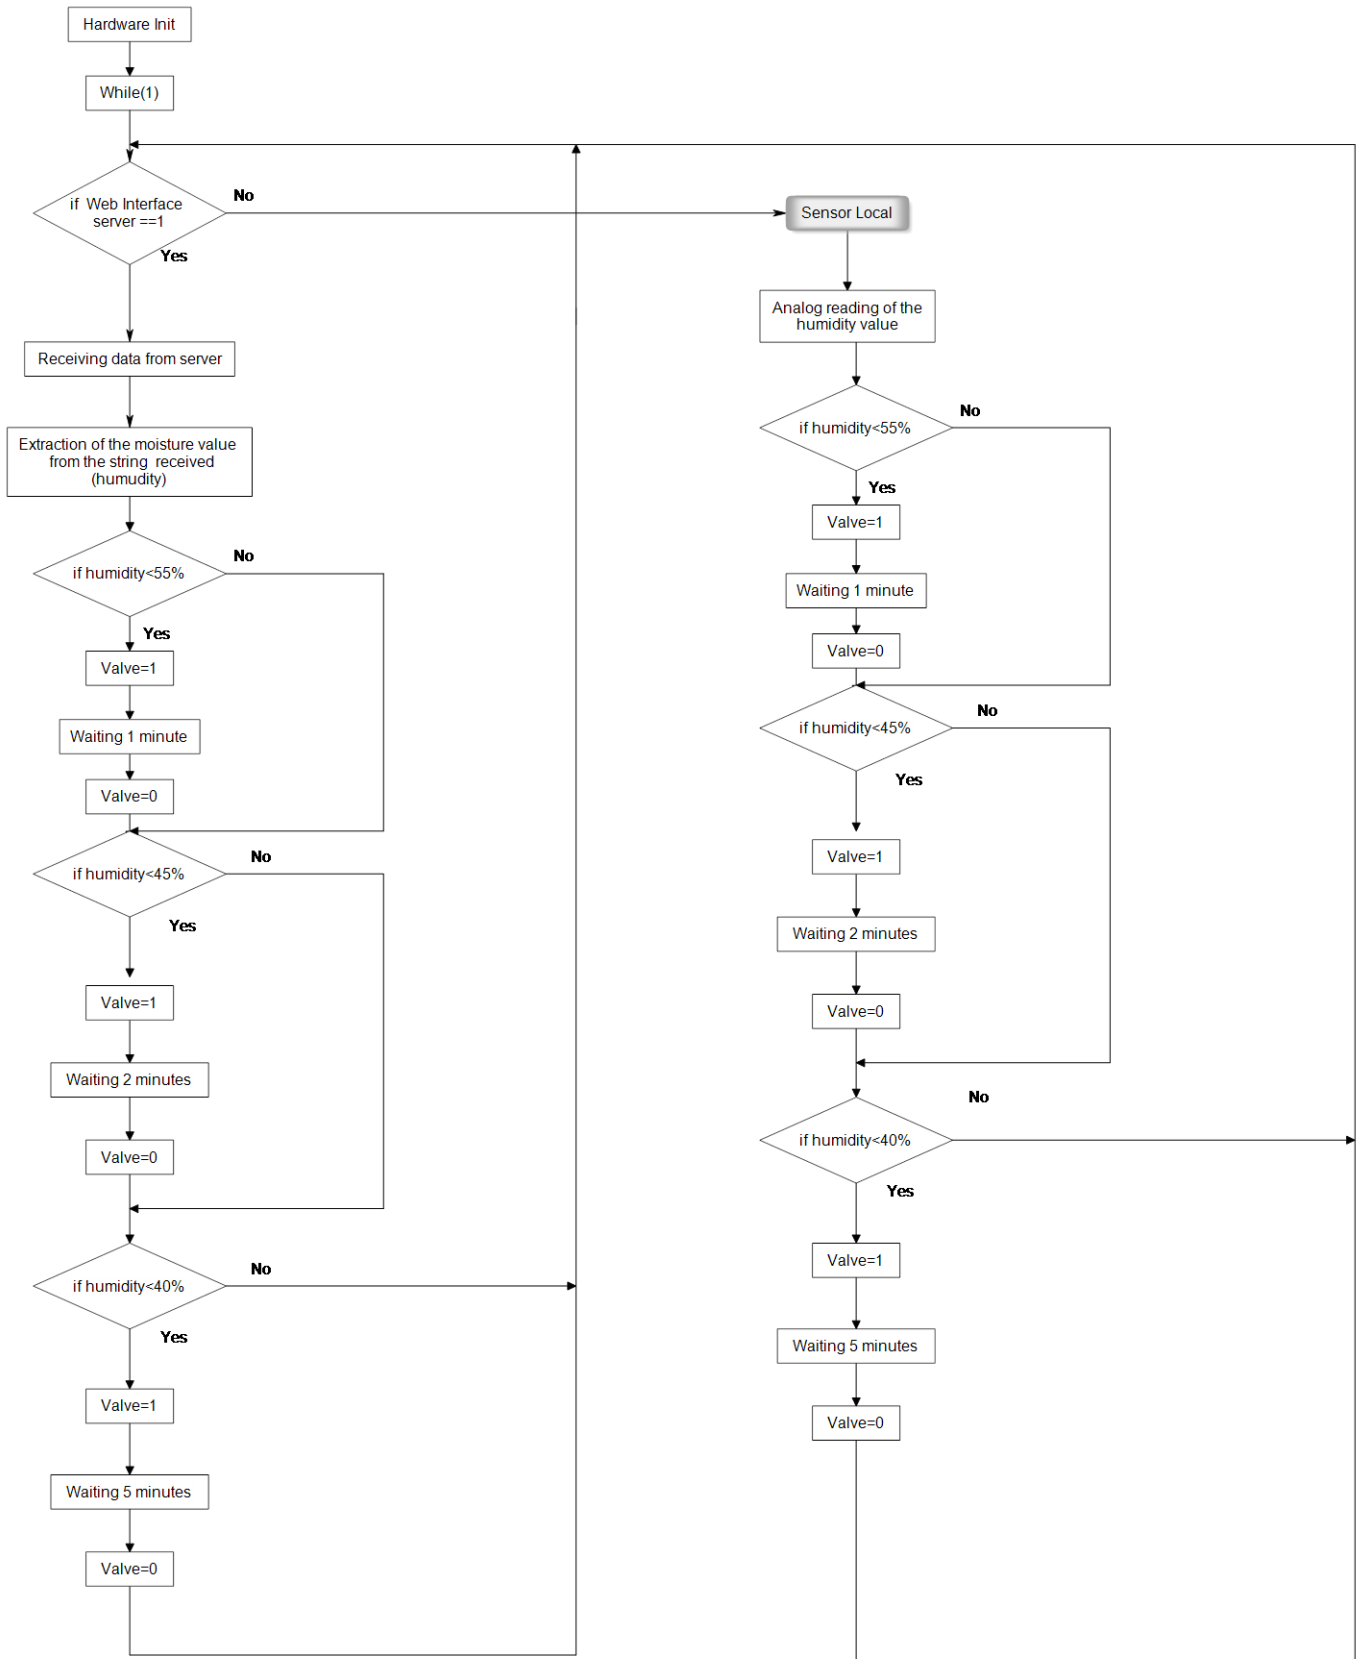 Hardware Init
While(1)
if  Web Interface
server ==1
No
Yes
Receiving data from server
Extraction of the moisture value
from the string  received
(humudity)
if humidity<55%
No
Yes
Valve=1
Waiting 1 minute
Valve=0
if humidity<45%
No
Yes
Valve=1
Waiting 2 minutes
Valve=0
if humidity<40%
No
Yes
Valve=1
Waiting 5 minutes
Valve=0
Sensor Local
Analog reading of the
humidity value
if humidity<55%
No
Yes
Valve=1
Waiting 1 minute
Valve=0
if humidity<45%
No
Yes
Valve=1
Waiting 2 minutes
Valve=0
if humidity<40%
No
Yes
Valve=1
Waiting 5 minutes
Valve=0